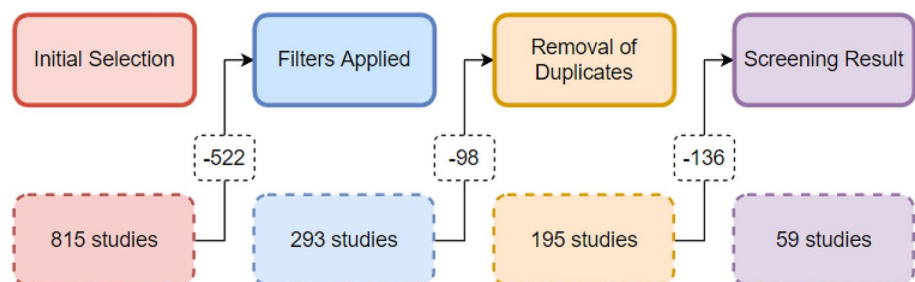 Initial Selection
Filters Applied
Removal of
Duplicates
Screening Result
-522
-98
-136
815 studies
293 studies
195 studies
59 studies